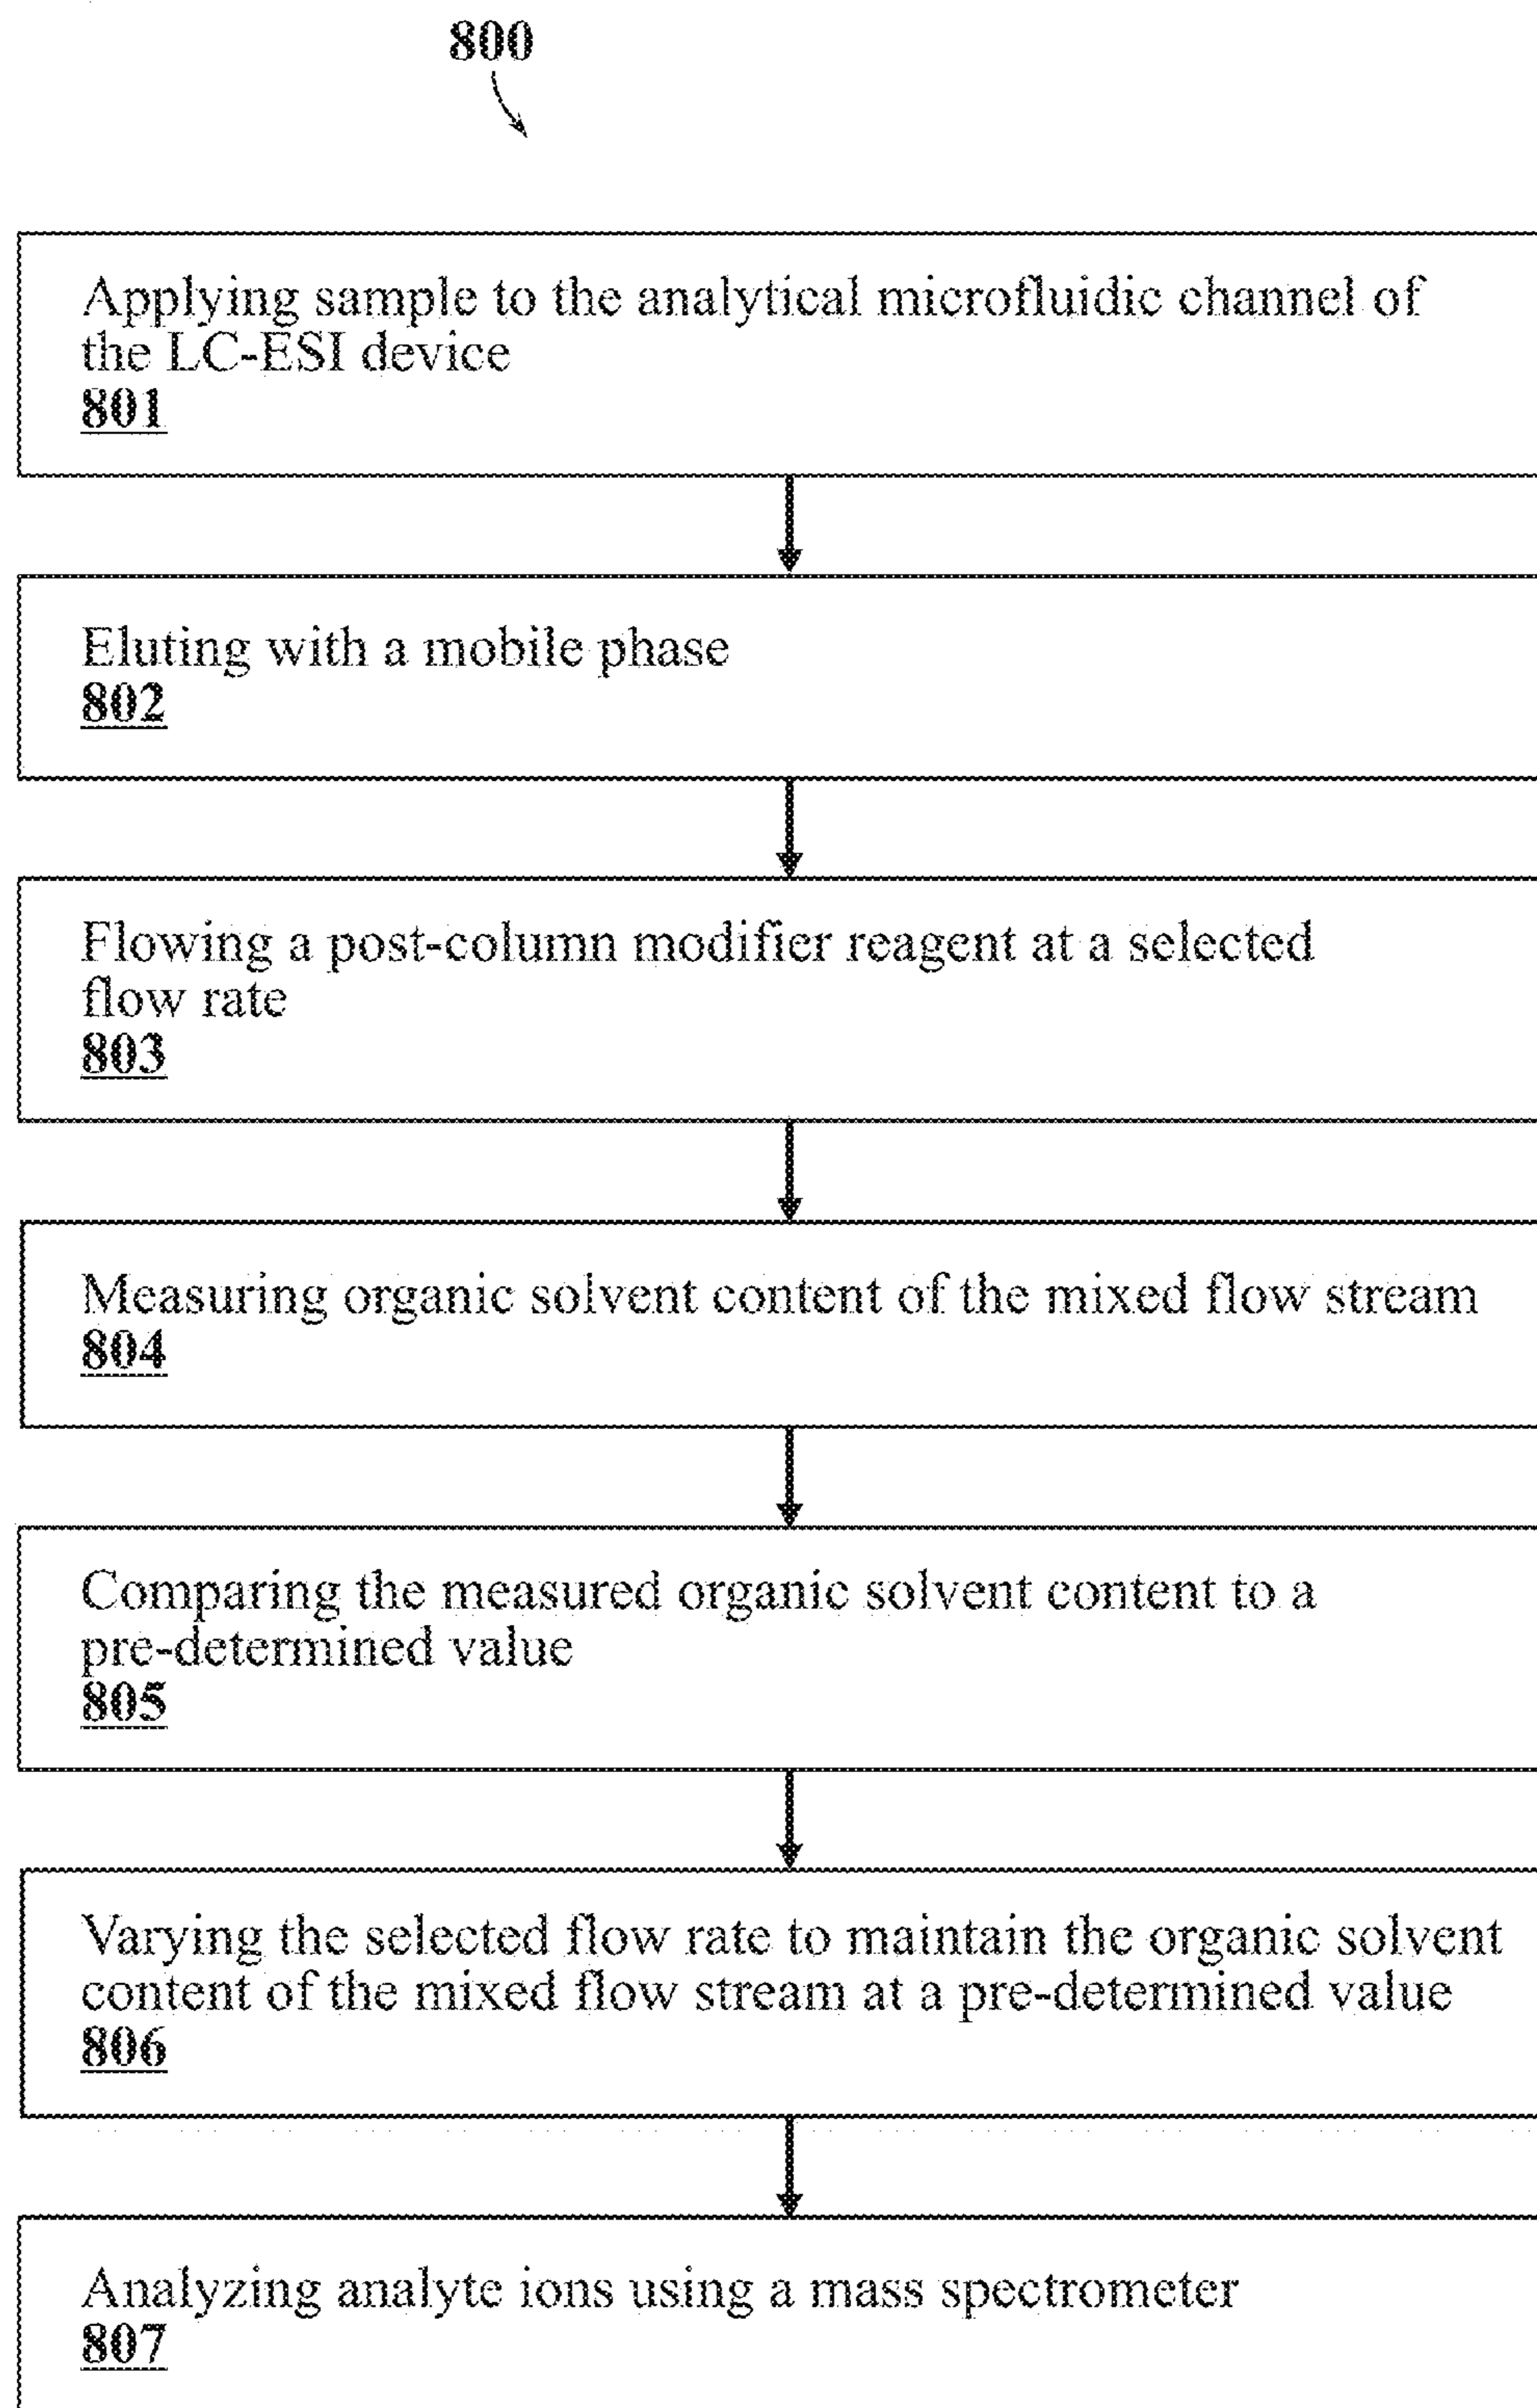 800
Applying sample to the analytical microfluidic channel of
the LC-ESI device
801
Eluting with a mobile phase
802
Flowing a post-column modifier reagent at a selected
flow rate
803
Measuring organic solvent content of the mixed flow stream
804
Comparing the measured organic solvent content to a
pre-determined value
805
Varying the selected flow rate to maintain the organic solvent
content of the mixed flow stream at a pre-determined value
806
Analyzing analyte ions using a mass spectrometer
807